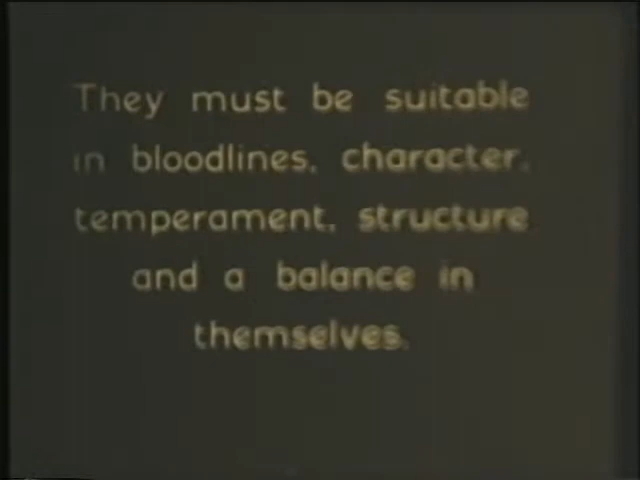 They must be suitable
in bloodlines, character,
temperament, structure
and a balance in
themselves.